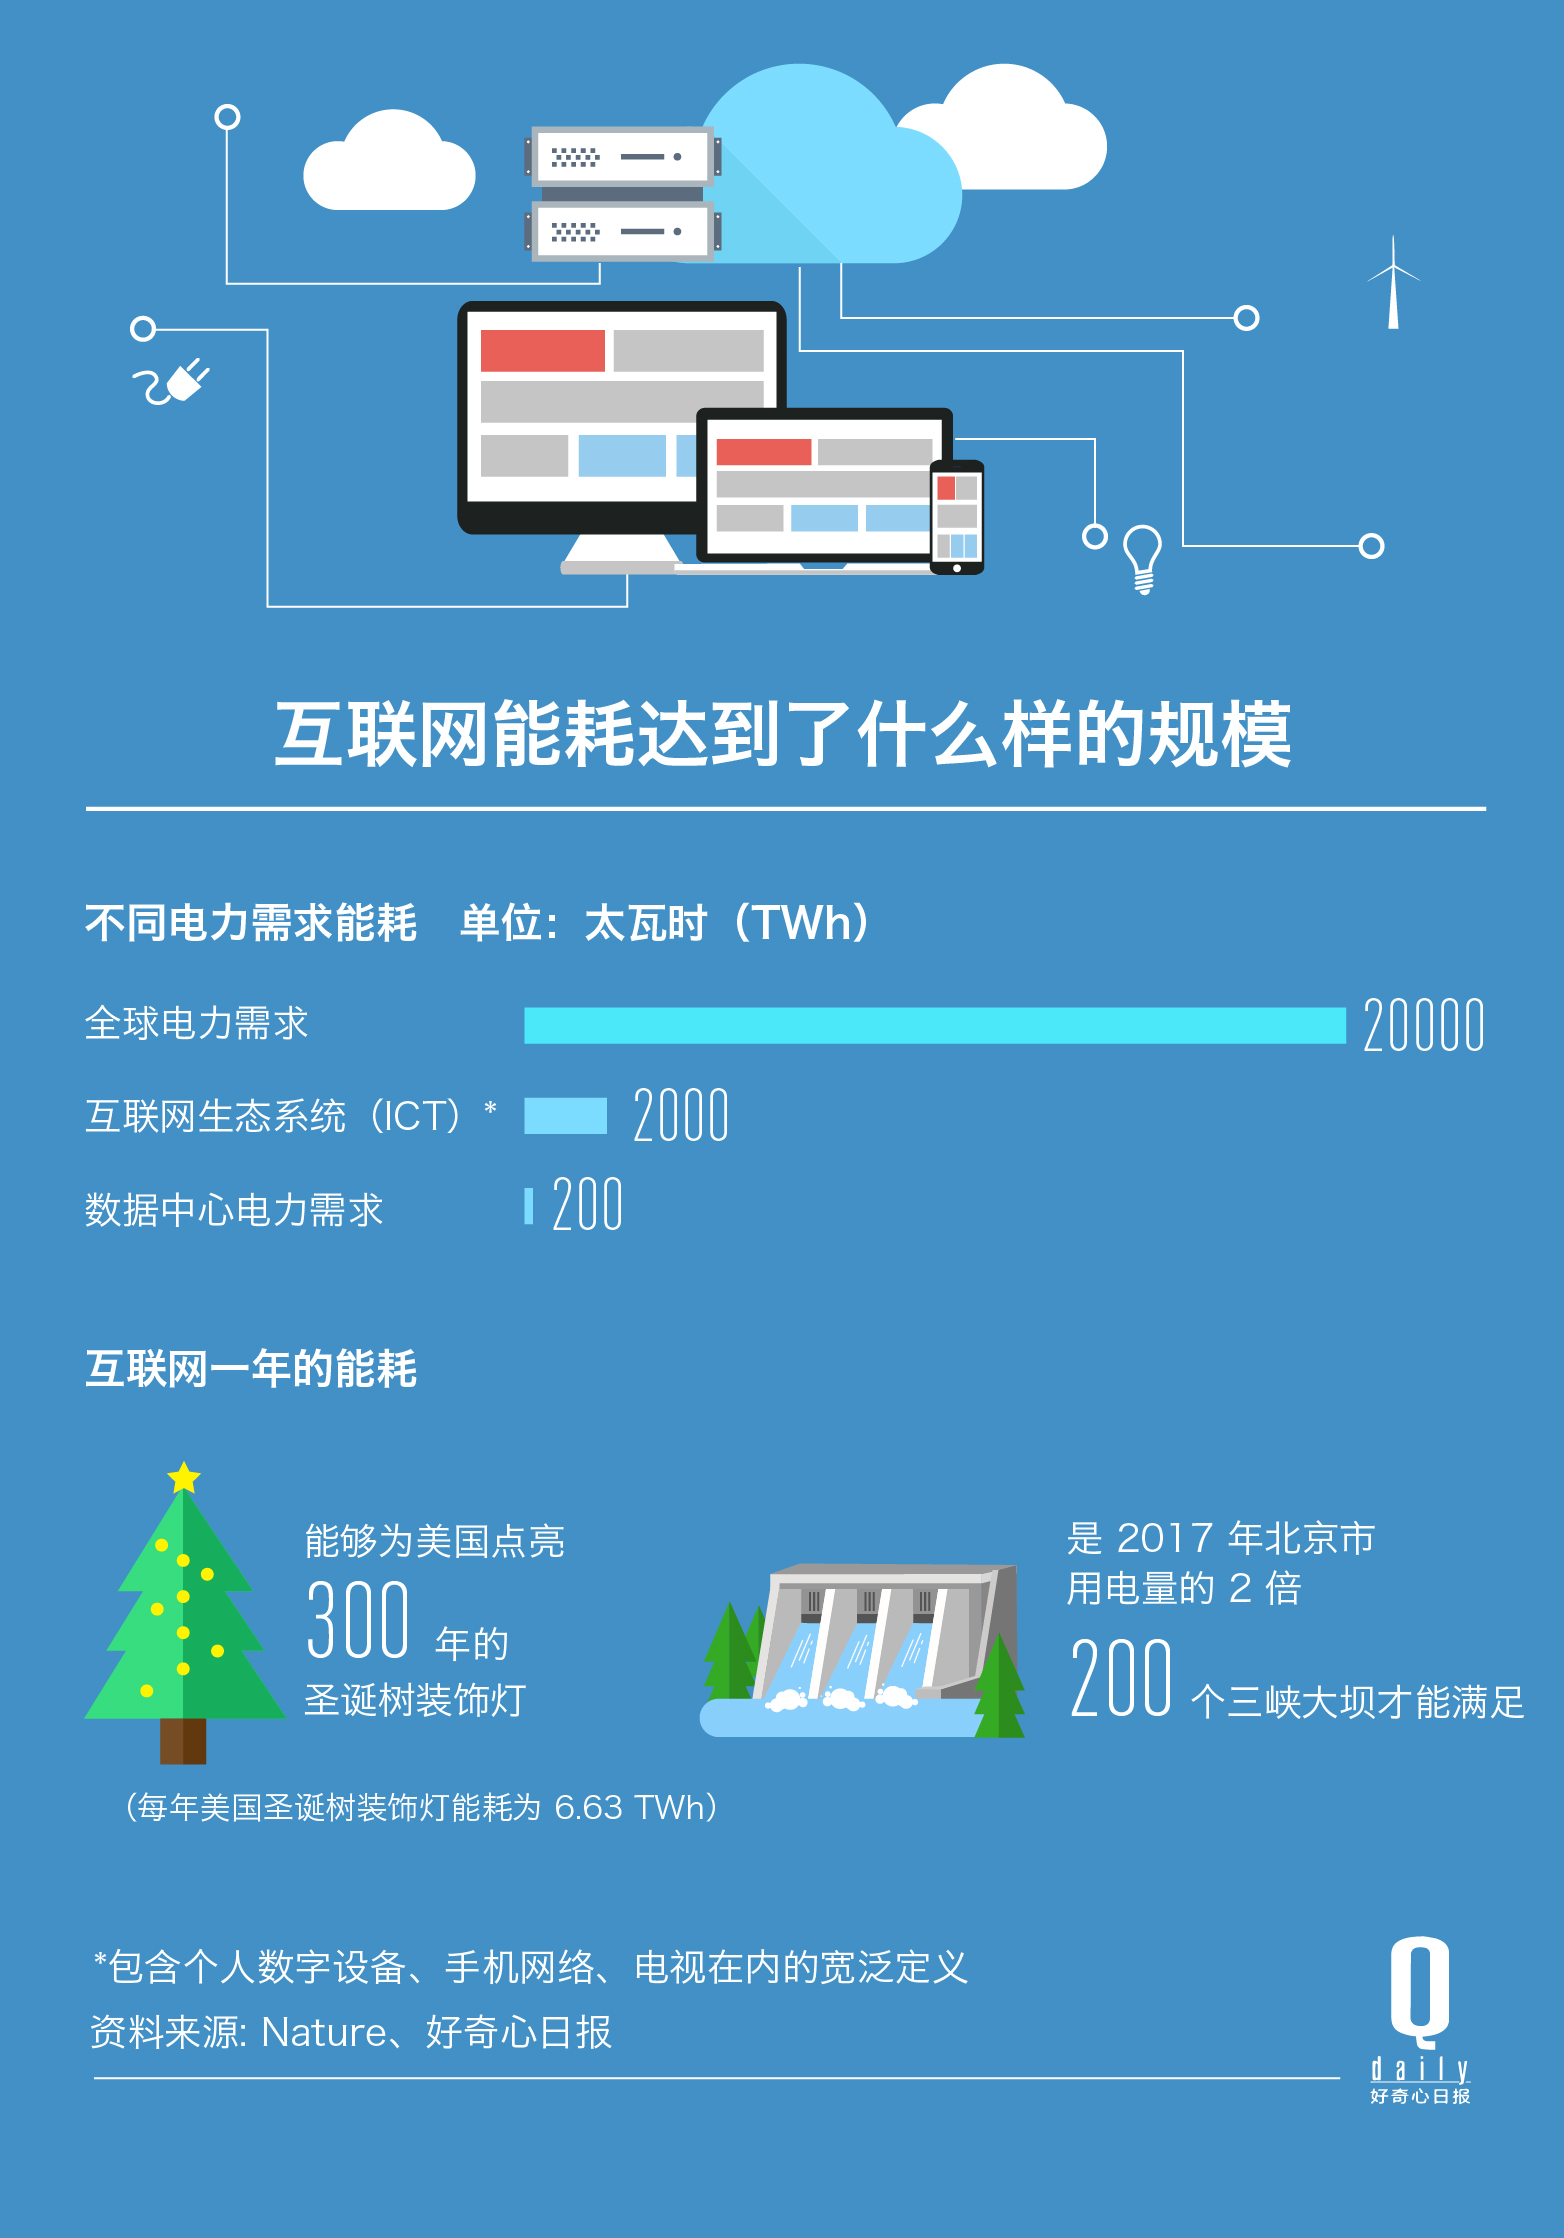 互联网能耗达到了什么样的规模
不同电力需求能耗 单位：太瓦时（TWh）
全球电力需求 20000
互联网生态系统（ICT）* 2000
数据中心电力需求 200
互联网一年的能耗
能够为美国点亮
300 年的
圣诞树装饰灯
（每年美国圣诞树装饰灯能耗为 6.63 TWh）
是 2017 年北京市
用电量的 2 倍
200 个三峡大坝才能满足
*包含个人数字设备、手机网络、电视在内的宽泛定义
资料来源: Nature、好奇心日报
Q
daily
好奇心日报